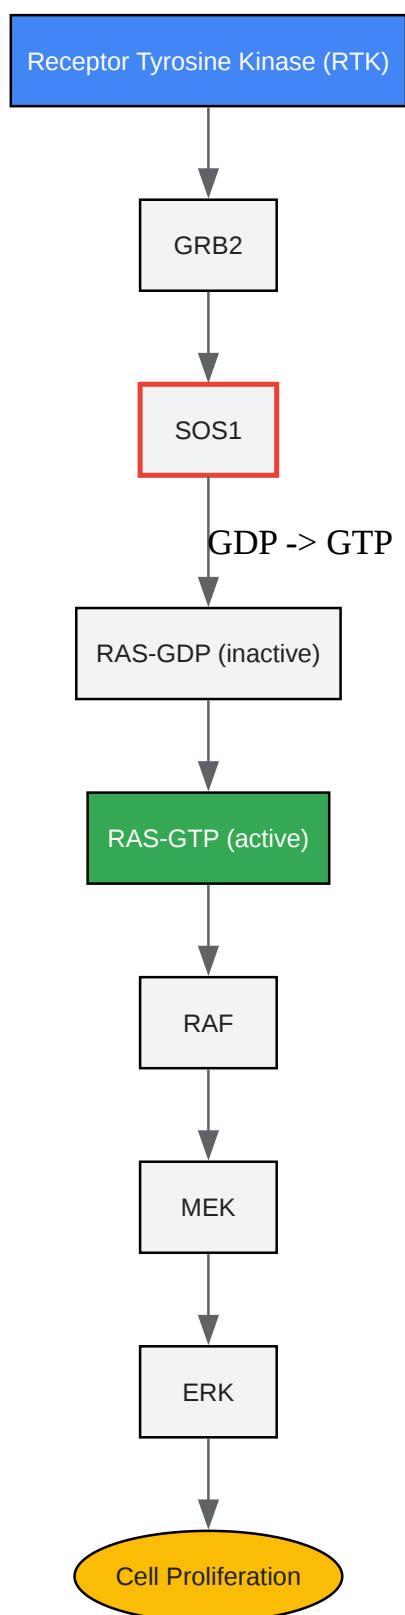 Receptor Tyrosine Kinase (RTK)
GRB2
SOS1
GDP -> GTP
RAS-GDP (inactive)
RAS-GTP (active)
RAF
MEK
ERK
Cell Proliferation